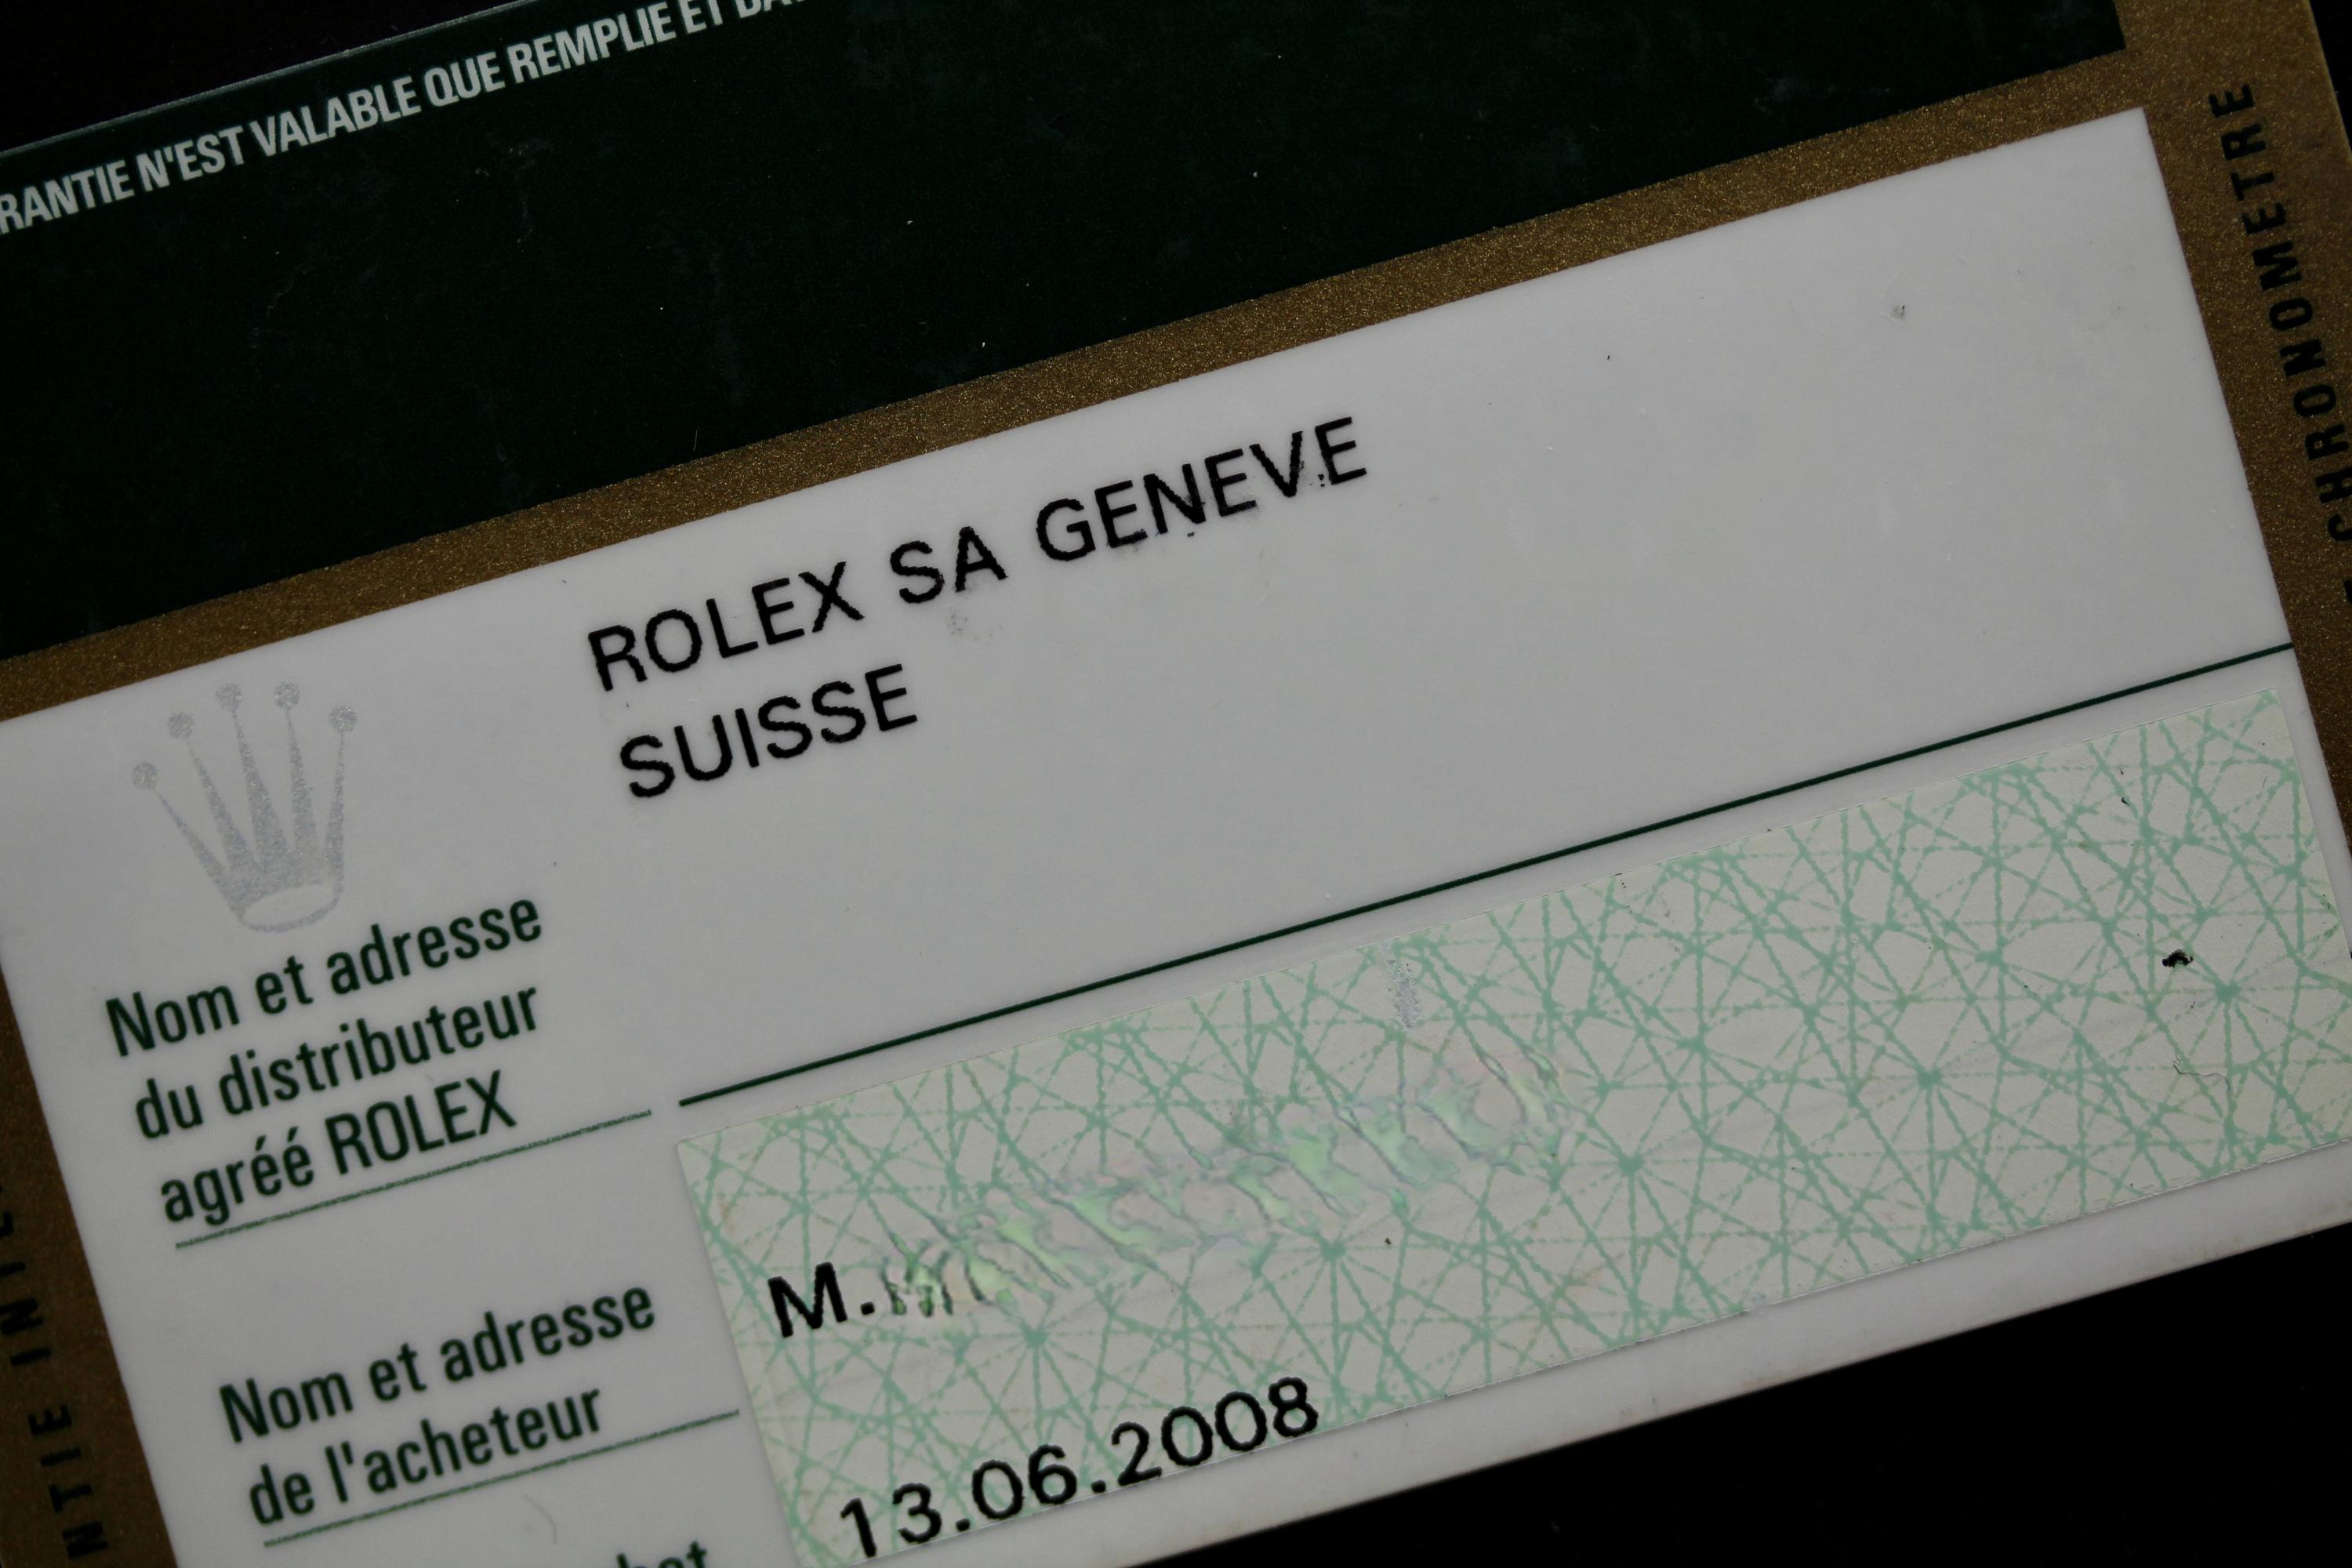 RANTIE N'EST VALABLE QUE REMPLIE ET
CHRONOMETRE
ROLEX SA GENEVE
SUISSE
Nom et adresse
du distributeur
agréé ROLEX
M.
Nom et adresse
de l'acheteur
13.06.2008